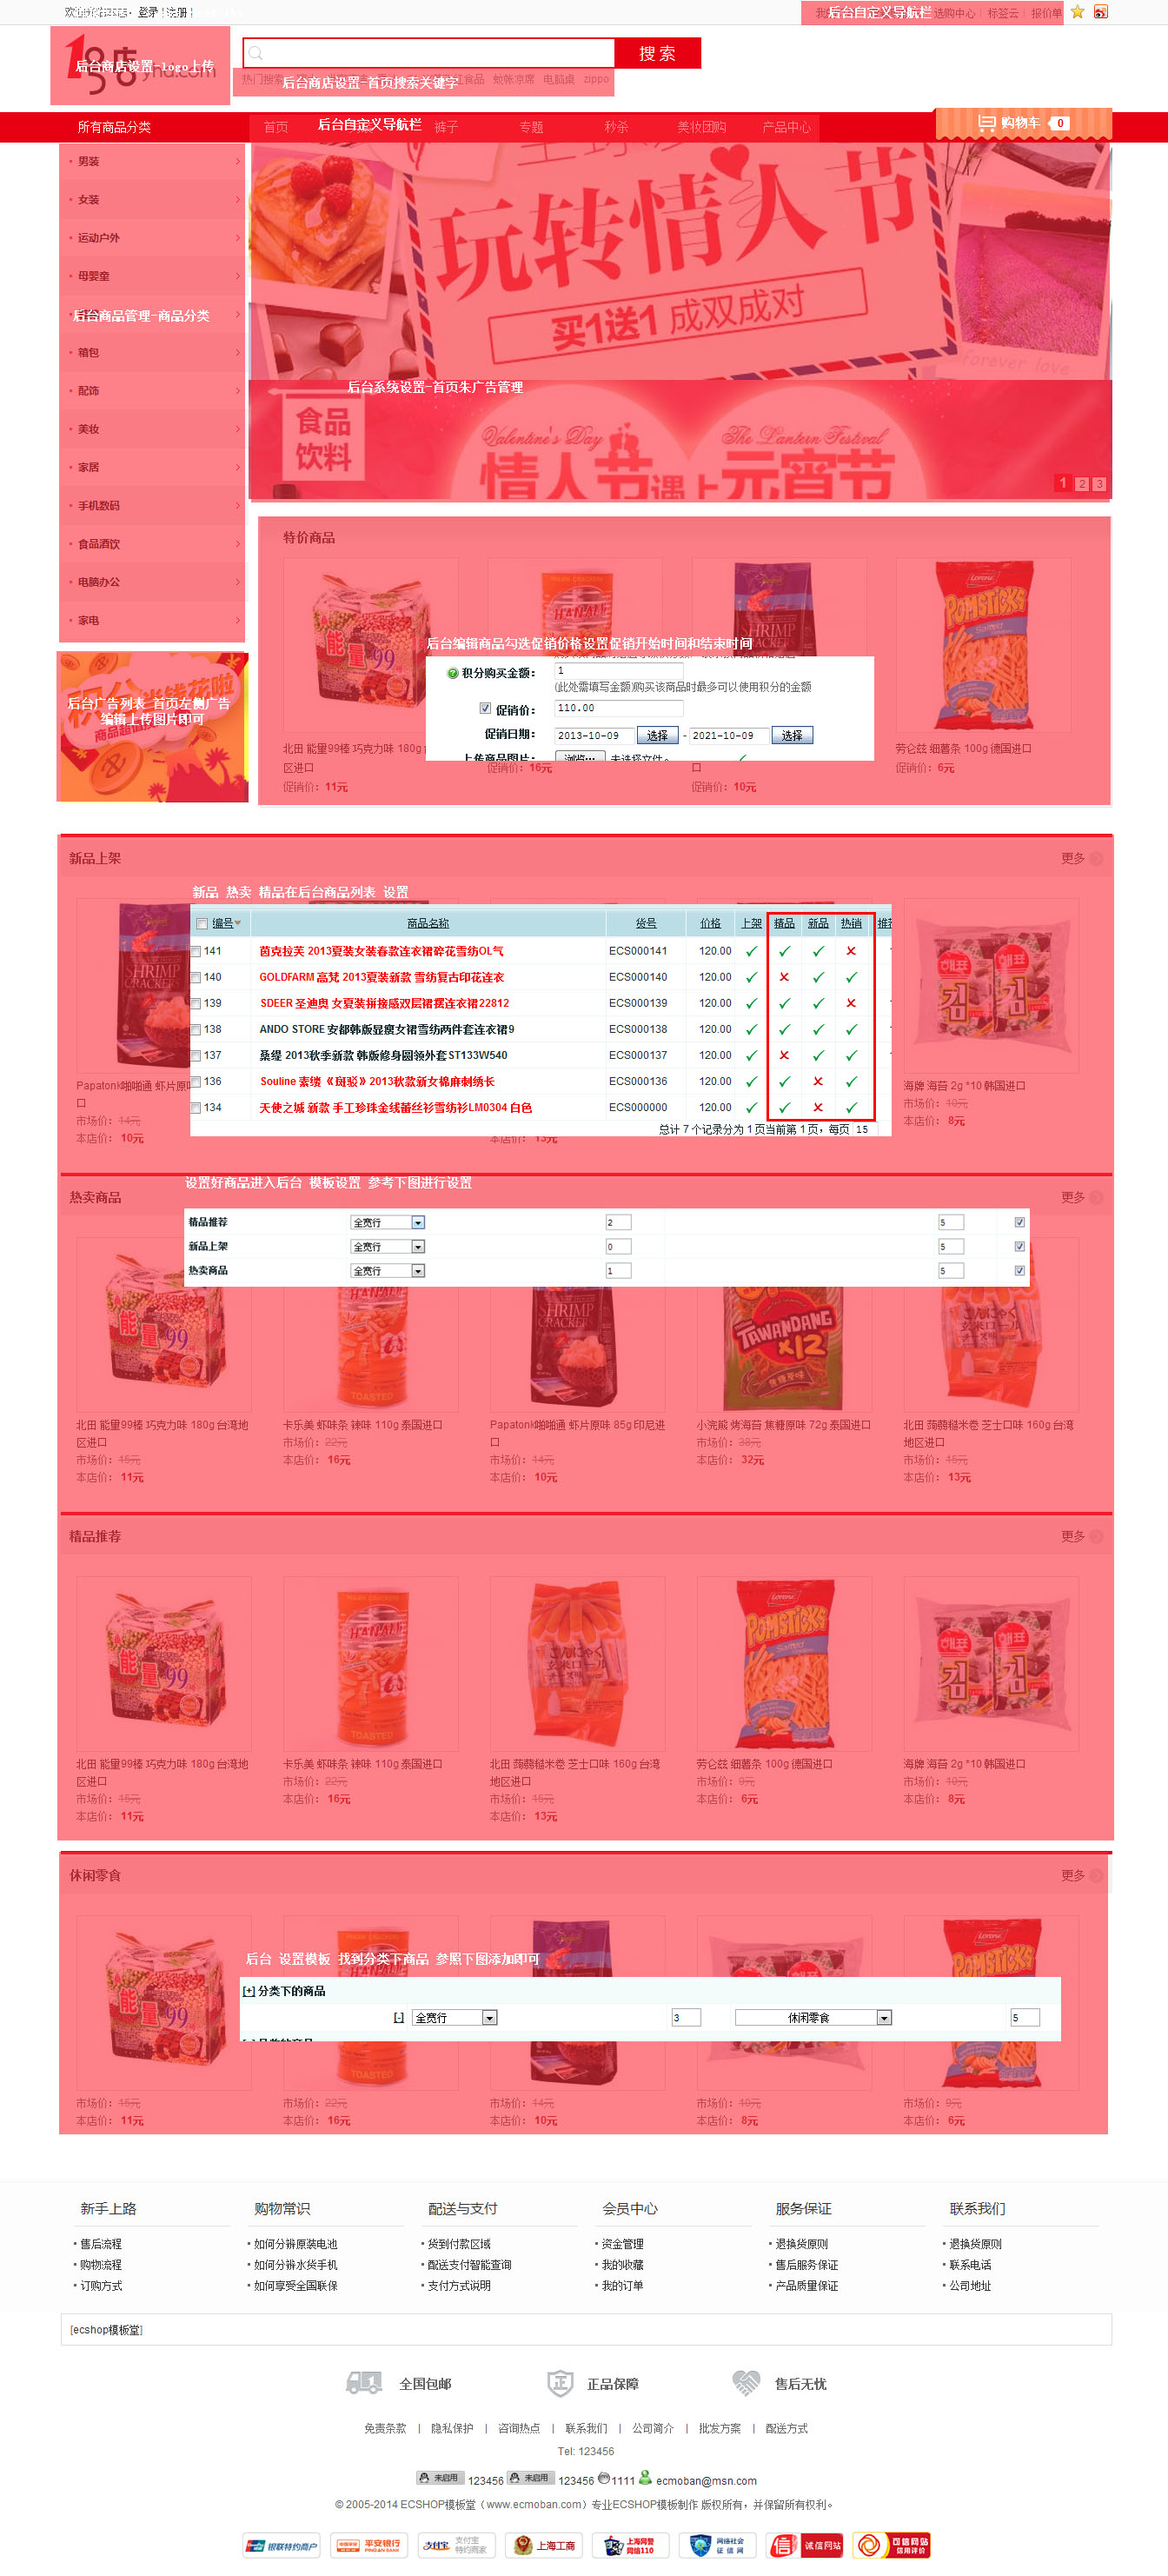 登录 注册
后台自定义导航栏
选购中心 标签云 报价单
1号店 yhd.com
后台商店设置-logo上传
搜索
热门搜索
食品 蚊帐凉席 电脑桌 zippo
后台商店设置-首页搜索关键字
所有商品分类
首页
后台自定义导航栏
裤子 专题 秒杀 美妆团购 产品中心
购物车 0
男装
女装
运动户外
母婴童
后台商品管理-商品分类
箱包
配饰
美妆
家居
手机数码
食品酒饮
电脑办公
家电
玩转情人节
买1送1 成双成对
forever love
后台系统设置-首页朱广告管理
食品
饮料
Valentine's Day
The Lantern Festival
情人节遇上元宵节
1 2 3
后台广告列表 首页左侧广告
编辑上传图片即可
特价商品
后台编辑商品勾选促销价格设置促销开始时间和结束时间
积分购买金额： 1
(此处需填写金额)购买该商品时最多可以使用积分的金额
促销价： 110.00
促销日期： 2013-10-09 选择 - 2021-10-09 选择
上传商品图片： 浏览… 未选择文件。
北田 能量99棒 巧克力味 180g
区进口
促销价：11元
促销价：16元
口
促销价：10元
劳仑兹 细薯条 100g 德国进口
促销价：6元
新品上架
更多
新品 热卖 精品在后台商品列表 设置
编号 商品名称 货号 价格 上架 精品 新品 热销
141 茵克拉芙 2013夏装女装春款连衣裙碎花雪纺OL气 ECS000141 120.00
140 GOLDFARM 高梵 2013夏装新款 雪纺复古印花连衣 ECS000140 120.00
139 SDEER 圣迪奥 女夏装拼接感双层裙摆连衣裙22812 ECS000139 120.00
138 ANDO STORE 安都韩版显瘦女裙雪纺两件套连衣裙9 ECS000138 120.00
137 桑缇 2013秋季新款 韩版修身圆领外套ST133W540 ECS000137 120.00
136 Souline 素缕 《斑驳》2013秋款新女棉麻刺绣长 ECS000136 120.00
134 天使之城 新款 手工珍珠金线蕾丝衫雪纺衫LM0304 白色 ECS000000 120.00
总计 7 个记录分为 1 页当前第 1 页，每页 15
Papatonk啪啪通 虾片原味
口
市场价：14元
本店价：10元
本店价：13元
海牌 海苔 2g *10 韩国进口
市场价：10元
本店价：8元
热卖商品
更多
设置好商品进入后台 模板设置 参考下图进行设置
精品推荐 全宽行 2 5
新品上架 全宽行 0 5
热卖商品 全宽行 1 5
北田 能量99棒 巧克力味 180g 台湾地
区进口
市场价：15元
本店价：11元
卡乐美 虾味条 辣味 110g 泰国进口
市场价：22元
本店价：16元
Papatonk啪啪通 虾片原味 85g 印尼进
口
市场价：14元
本店价：10元
小浣熊 烤海苔 焦糖原味 72g 泰国进口
市场价：38元
本店价：32元
北田 蒟蒻糙米卷 芝士口味 160g 台湾
地区进口
市场价：15元
本店价：13元
精品推荐
更多
北田 能量99棒 巧克力味 180g 台湾地
区进口
市场价：15元
本店价：11元
卡乐美 虾味条 辣味 110g 泰国进口
市场价：22元
本店价：16元
北田 蒟蒻糙米卷 芝士口味 160g 台湾
地区进口
市场价：15元
本店价：13元
劳仑兹 细薯条 100g 德国进口
市场价：9元
本店价：6元
海牌 海苔 2g *10 韩国进口
市场价：10元
本店价：8元
休闲零食
更多
后台 设置模板 找到分类下商品 参照下图添加即可
[+] 分类下的商品
[-] 全宽行 3 休闲零食 5
市场价：15元
本店价：11元
市场价：22元
本店价：16元
市场价：14元
本店价：10元
市场价：10元
本店价：8元
市场价：9元
本店价：6元
新手上路 购物常识 配送与支付 会员中心 服务保证 联系我们
售后流程 如何分辨原装电池 货到付款区域 资金管理 退换货原则 退换货原则
购物流程 如何分辨水货手机 配送支付智能查询 我的收藏 售后服务保证 联系电话
订购方式 如何享受全国联保 支付方式说明 我的订单 产品质量保证 公司地址
[ecshop模板堂]
全国包邮 正品保障 售后无忧
免责条款 | 隐私保护 | 咨询热点 | 联系我们 | 公司简介 | 批发方案 | 配送方式
Tel: 123456
未启用 123456 未启用 123456 1111 ecmoban@msn.com
© 2005-2014 ECSHOP模板堂（www.ecmoban.com）专业ECSHOP模板制作 版权所有，并保留所有权利。
银联特约商户 平安银行 PINGAN BANK 支付宝 支付宝特约商家 上海工商 上海网警网络110 网络社会征信网 诚信网站 可信网站信用评价